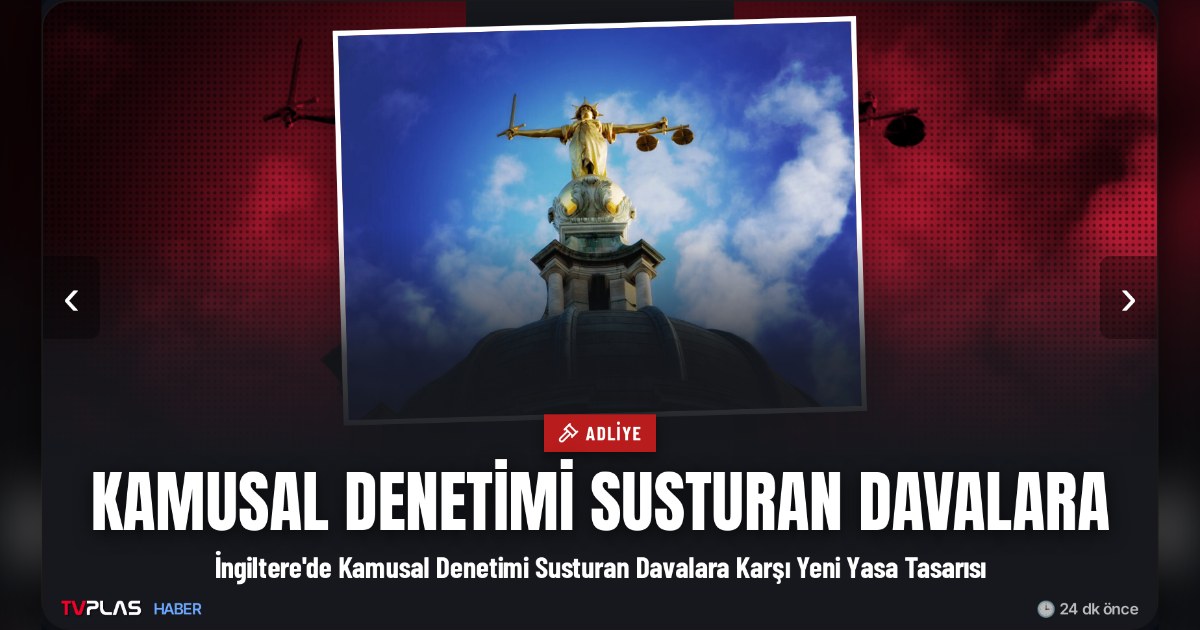 ADLİYE
KAMUSAL DENETİMİ SUSTURAN DAVALARA
İngiltere'de Kamusal Denetimi Susturan Davalara Karşı Yeni Yasa Tasarısı
TVPLAS HABER
24 dk önce